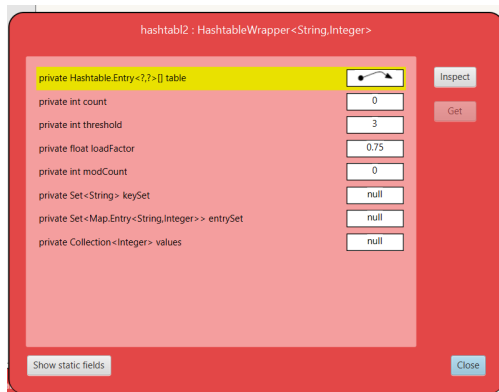 hashtabl2 : HashtableWrapper<String,Integer>
private Hashtable.Entry<?,?>[] table
Inspect
private int count 0
Get
private int threshold 3
private float loadFactor 0.75
private int modCount 0
private Set<String> keySet null
private Set<Map.Entry<String,Integer>> entrySet null
private Collection<Integer> values null
Show static fields
Close